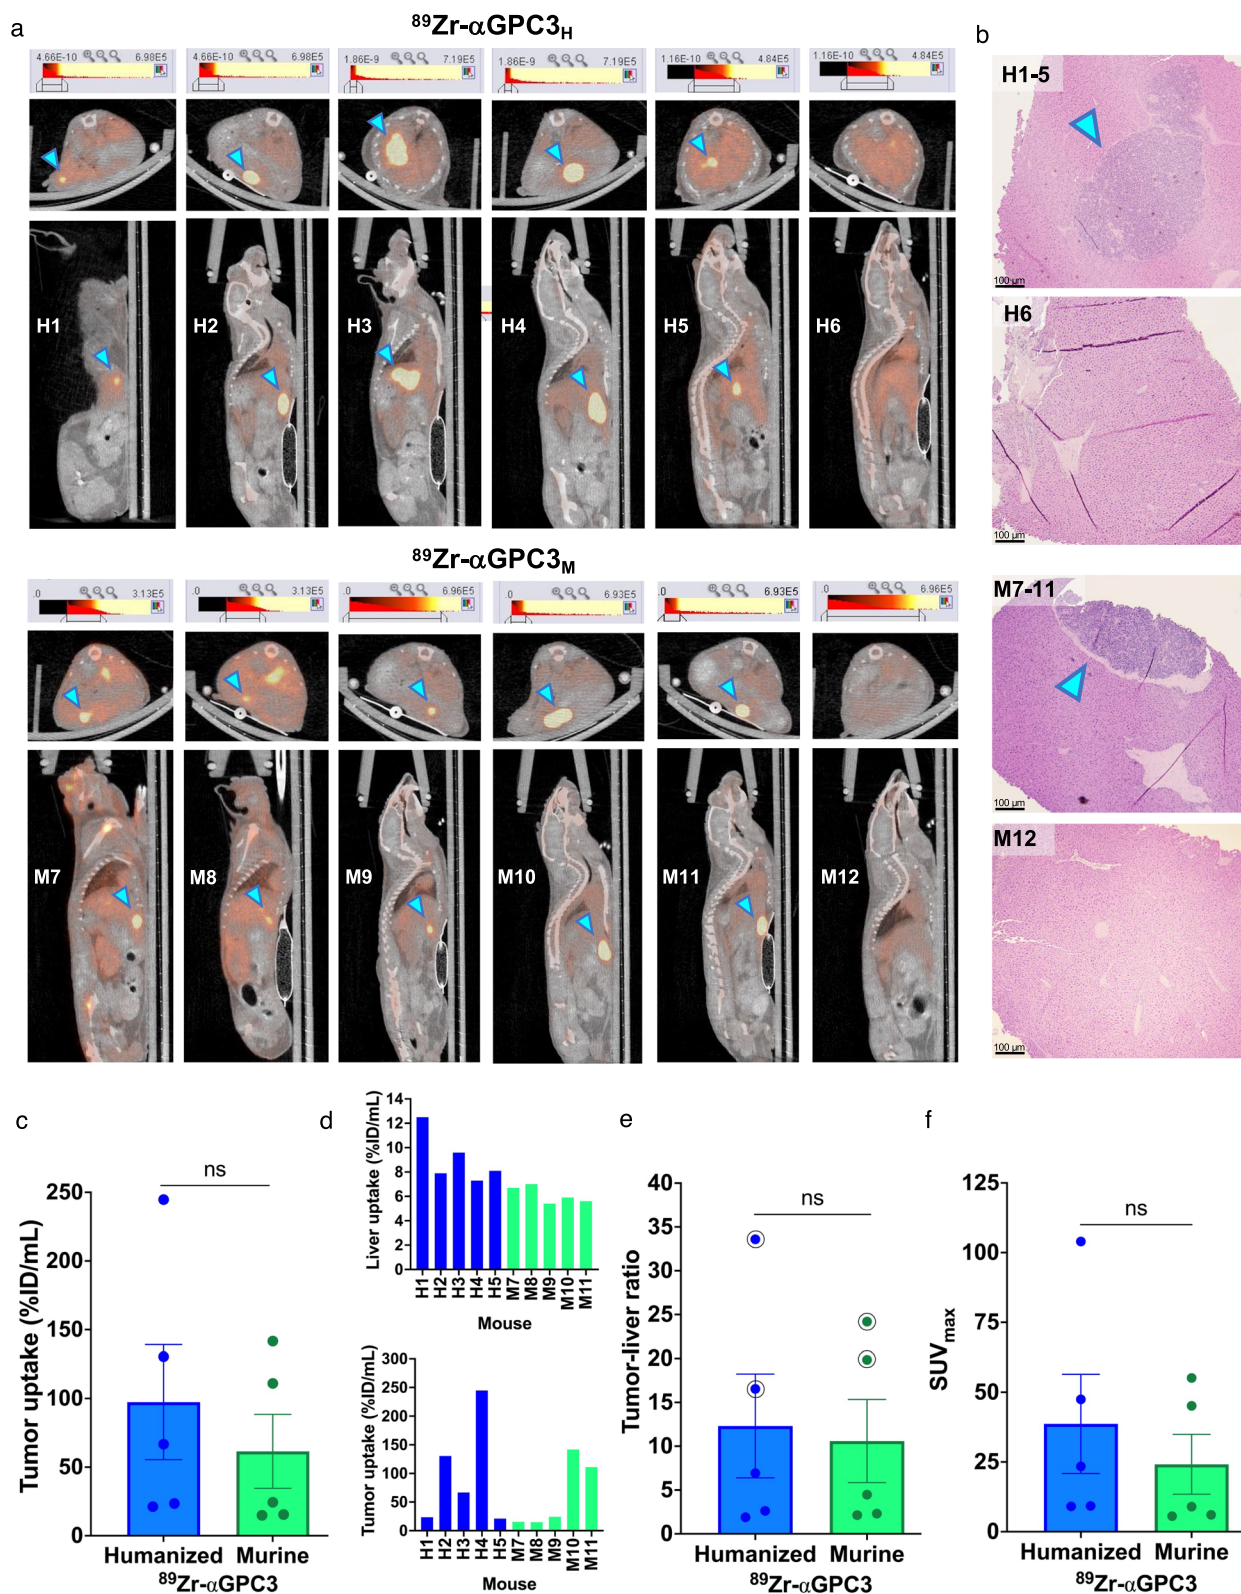 a
⁸⁹Zr-αGPC3H
b
4.66E-10 6.98E5
4.66E-10 6.98E5
1.86E-9 7.19E5
1.86E-9 7.19E5
1.16E-10 4.84E5
1.16E-10 4.84E5
H1
H2
H3
H4
H5
H6
H1-5
100 µm
H6
100 µm
⁸⁹Zr-αGPC3M
.0 3.13E5
.0 3.13E5
.0 6.96E5
.0 6.93E5
.0 6.93E5
.0 6.96E5
M7
M8
M9
M10
M11
M12
M7-11
100 µm
M12
100 µm
c
ns
Tumor uptake (%ID/mL)
250
200
150
100
50
0
Humanized Murine
⁸⁹Zr-αGPC3
d
Liver uptake (%ID/mL)
14
12
10
8
6
4
2
0
H1 H2 H3 H4 H5 M7 M8 M9 M10 M11
Mouse
Tumor uptake (%ID/mL)
300
250
200
150
100
50
0
H1 H2 H3 H4 H5 M7 M8 M9 M10 M11
Mouse
e
ns
Tumor-liver ratio
40
35
30
25
20
15
10
5
0
Humanized Murine
⁸⁹Zr-αGPC3
f
ns
SUVmax
125
100
75
50
25
0
Humanized Murine
⁸⁹Zr-αGPC3